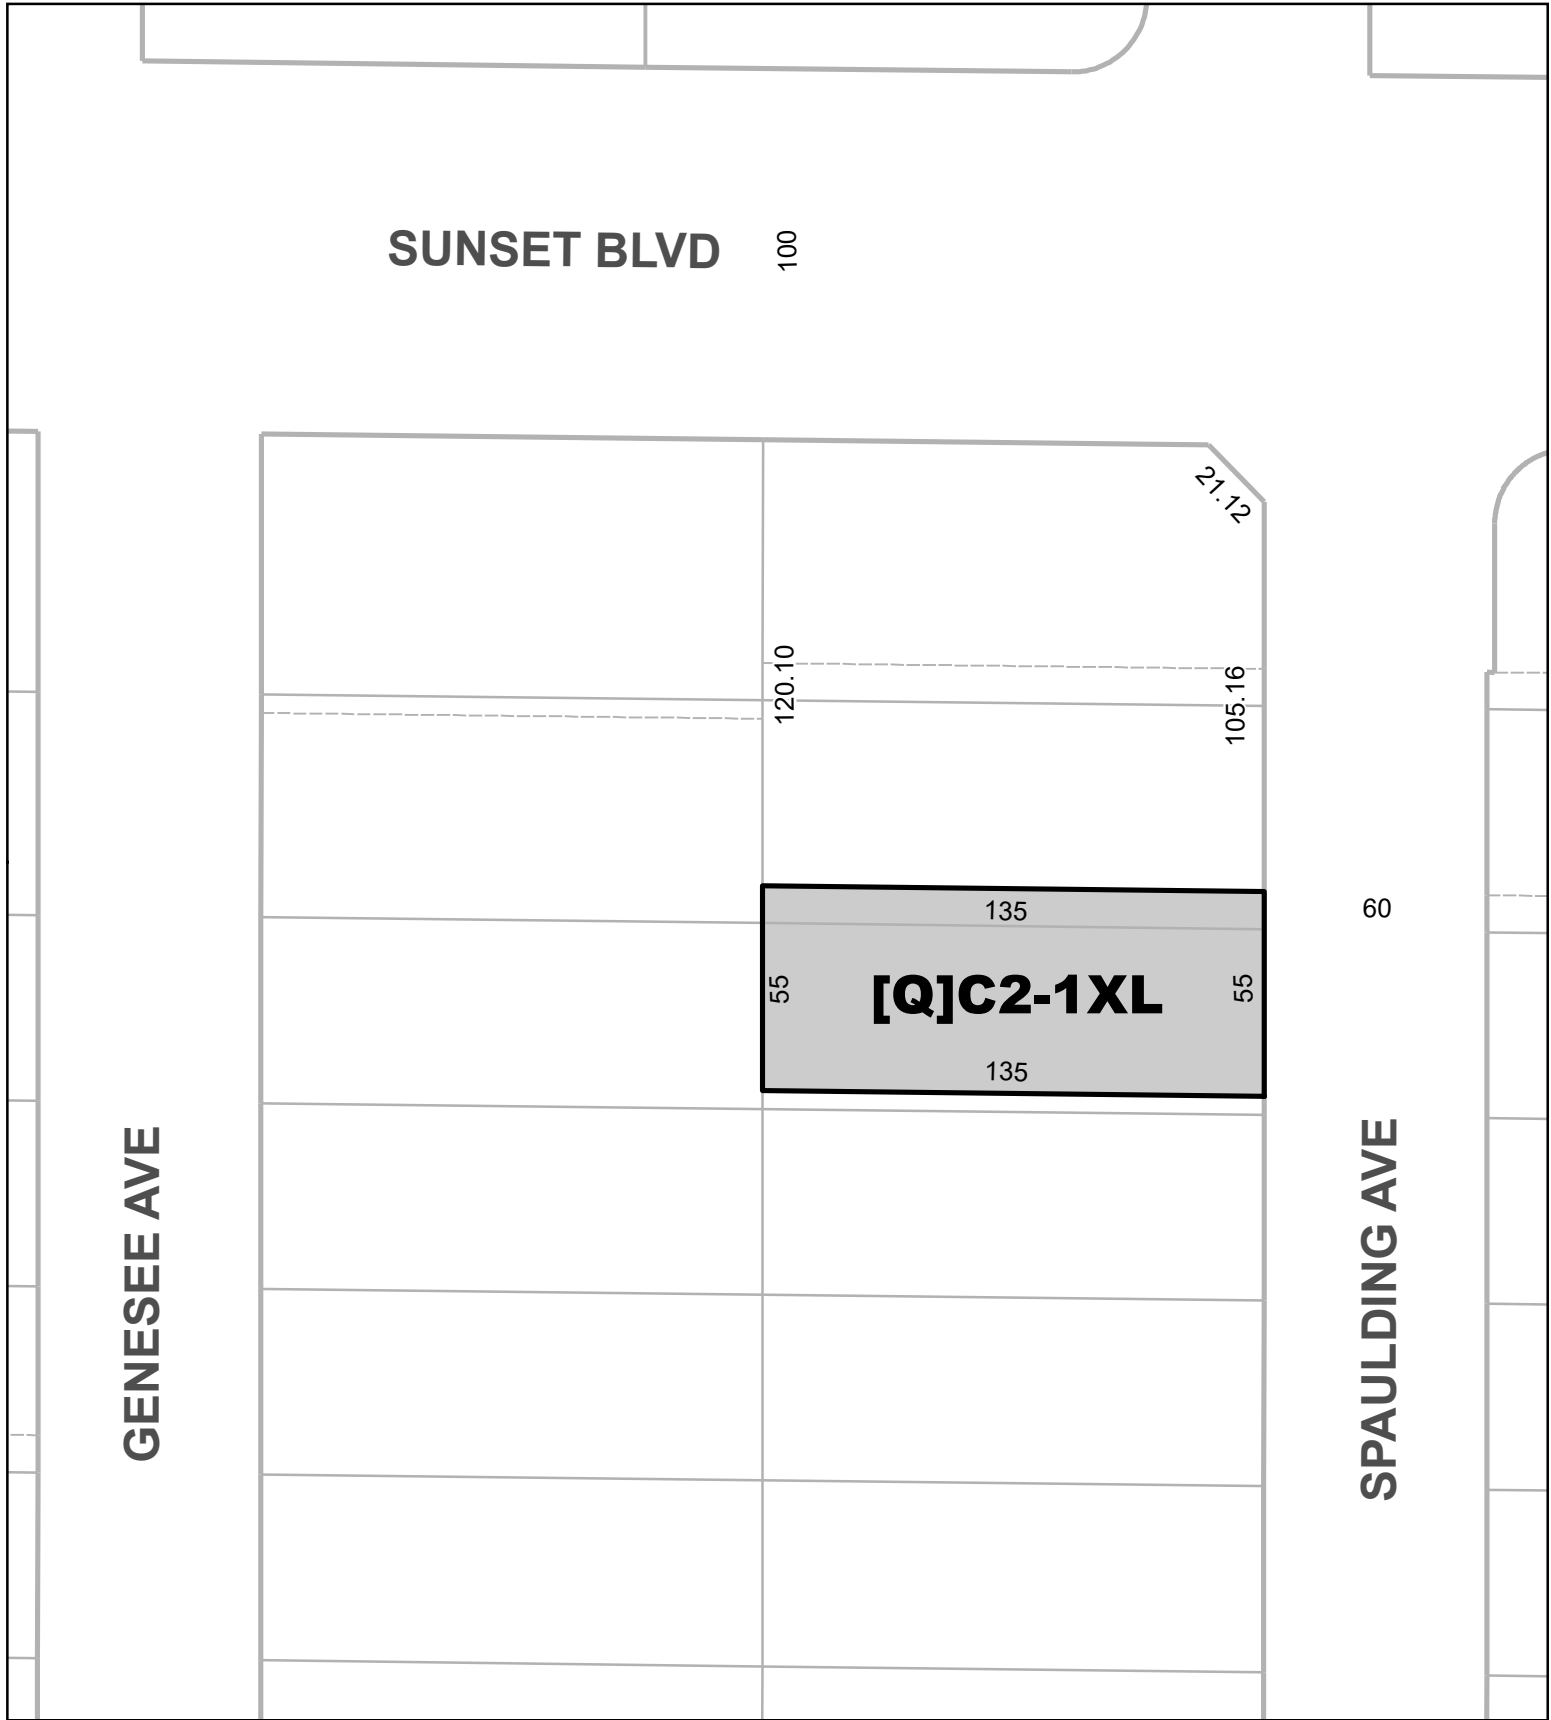 SUNSET BLVD
100
21.12
120.10
105.16
135
60
55
[Q]C2-1XL
55
135
GENESEE AVE
SPAULDING AVE